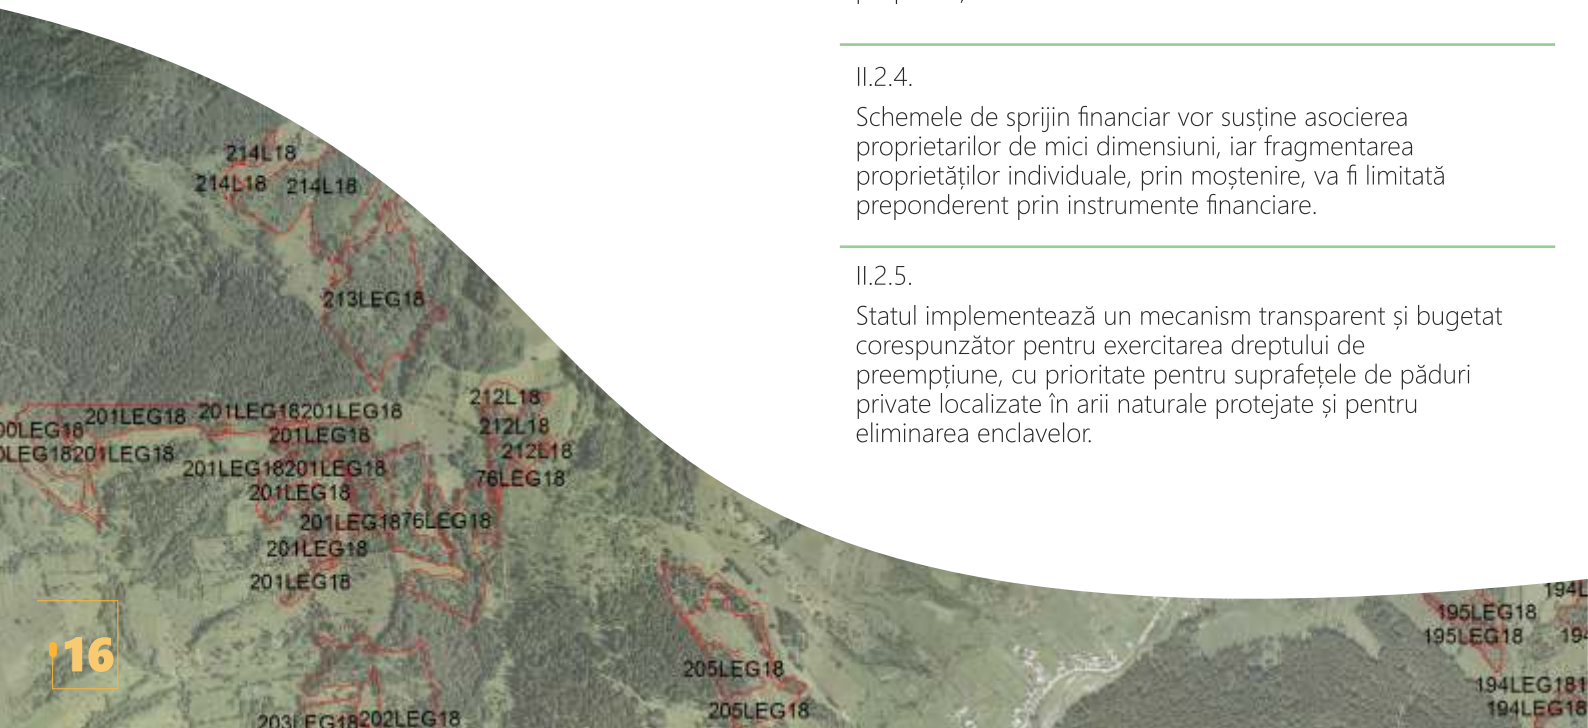 II.2.4.
Schemele de sprijin financiar vor susține asocierea
proprietarilor de mici dimensiuni, iar fragmentarea
proprietăților individuale, prin moștenire, va fi limitată
preponderent prin instrumente financiare.
II.2.5.
Statul implementează un mecanism transparent și bugetat
corespunzător pentru exercitarea dreptului de
preempțiune, cu prioritate pentru suprafețele de păduri
private localizate în arii naturale protejate și pentru
eliminarea enclavelor.
214L18
214L18 214L18
213LEG18
212L18
201LEG18 201LEG18201LEG18
212L18
201LEG18
212L18
201LEG18
201LEG18201LEG18
76LEG18
201LEG18
201LEG1876LEG18
201LEG18
201LEG18
205LEG18
205LEG18
203LEG18202LEG18
195LEG18
195LEG18
194LEG18
194LEG18
16